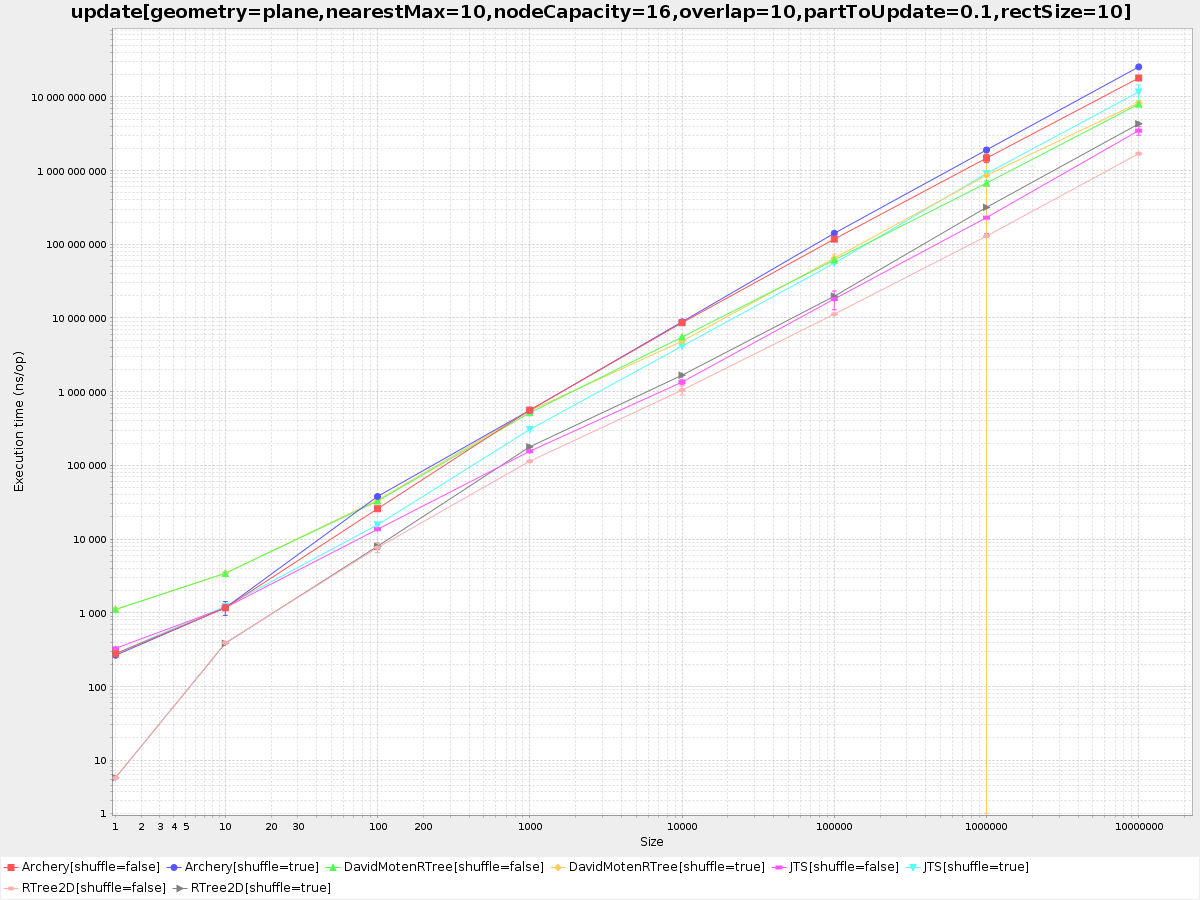 update[geometry=plane,nearestMax=10,nodeCapacity=16,overlap=10,partToUpdate=0.1,rectSize=10]
Execution time (ns/op)
10 000 000 000
1 000 000 000
100 000 000
10 000 000
1 000 000
100 000
10 000
1 000
100
10
1
1 2 3 4 5 10 20 30 100 200 1000 10000 100000 1000000 10000000
Size
Archery[shuffle=false] Archery[shuffle=true] DavidMotenRTree[shuffle=false] DavidMotenRTree[shuffle=true] JTS[shuffle=false] JTS[shuffle=true]
RTree2D[shuffle=false] RTree2D[shuffle=true]